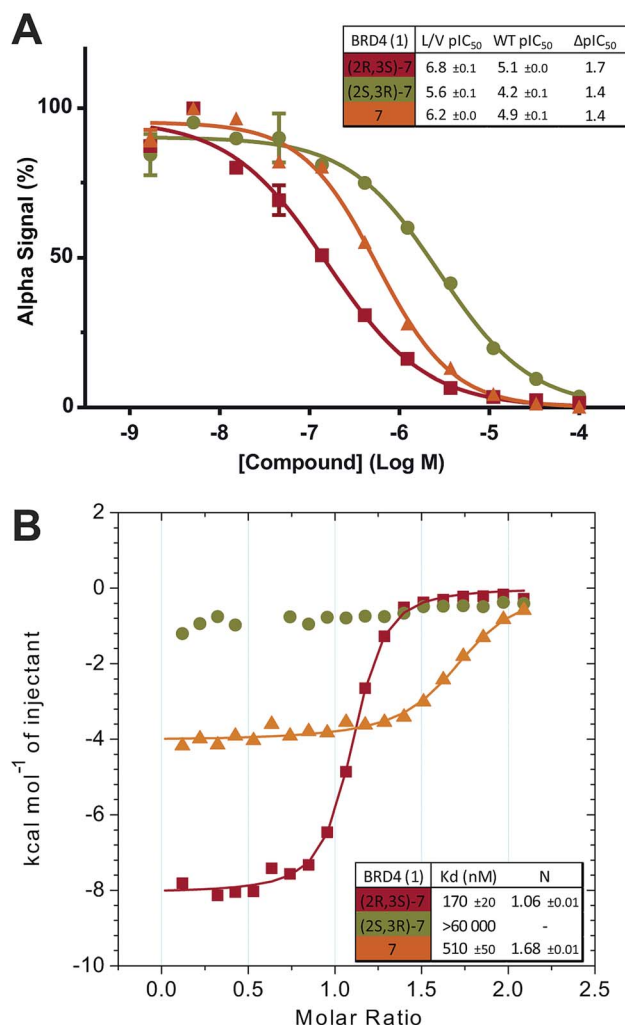 A
BRD4 (1) L/V pIC50 WT pIC50 ΔpIC50
(2R,3S)-7 6.8 ±0.1 5.1 ±0.0 1.7
(2S,3R)-7 5.6 ±0.1 4.2 ±0.1 1.4
7 6.2 ±0.0 4.9 ±0.1 1.4
Alpha Signal (%)
100
50
0
-9 -8 -7 -6 -5 -4
[Compound] (Log M)
B
kcal mol-1 of injectant
2
0
-2
-4
-6
-8
-10
BRD4 (1) Kd (nM) N
(2R,3S)-7 170 ±20 1.06 ±0.01
(2S,3R)-7 >60 000 -
7 510 ±50 1.68 ±0.01
0.0 0.5 1.0 1.5 2.0 2.5
Molar Ratio